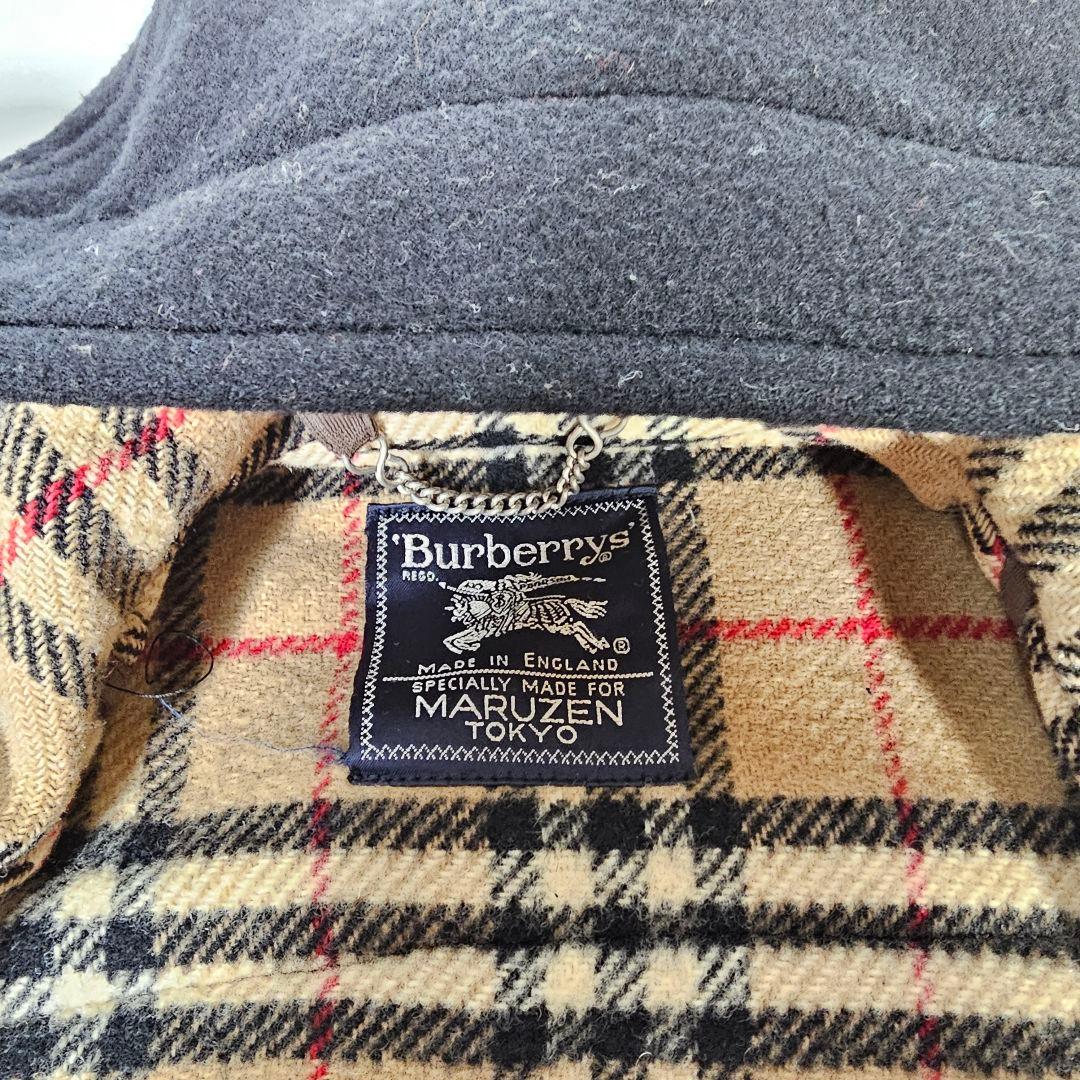 'Burberrys'®
REGD.
®
MADE IN ENGLAND
SPECIALLY MADE FOR
MARUZEN
TOKYO